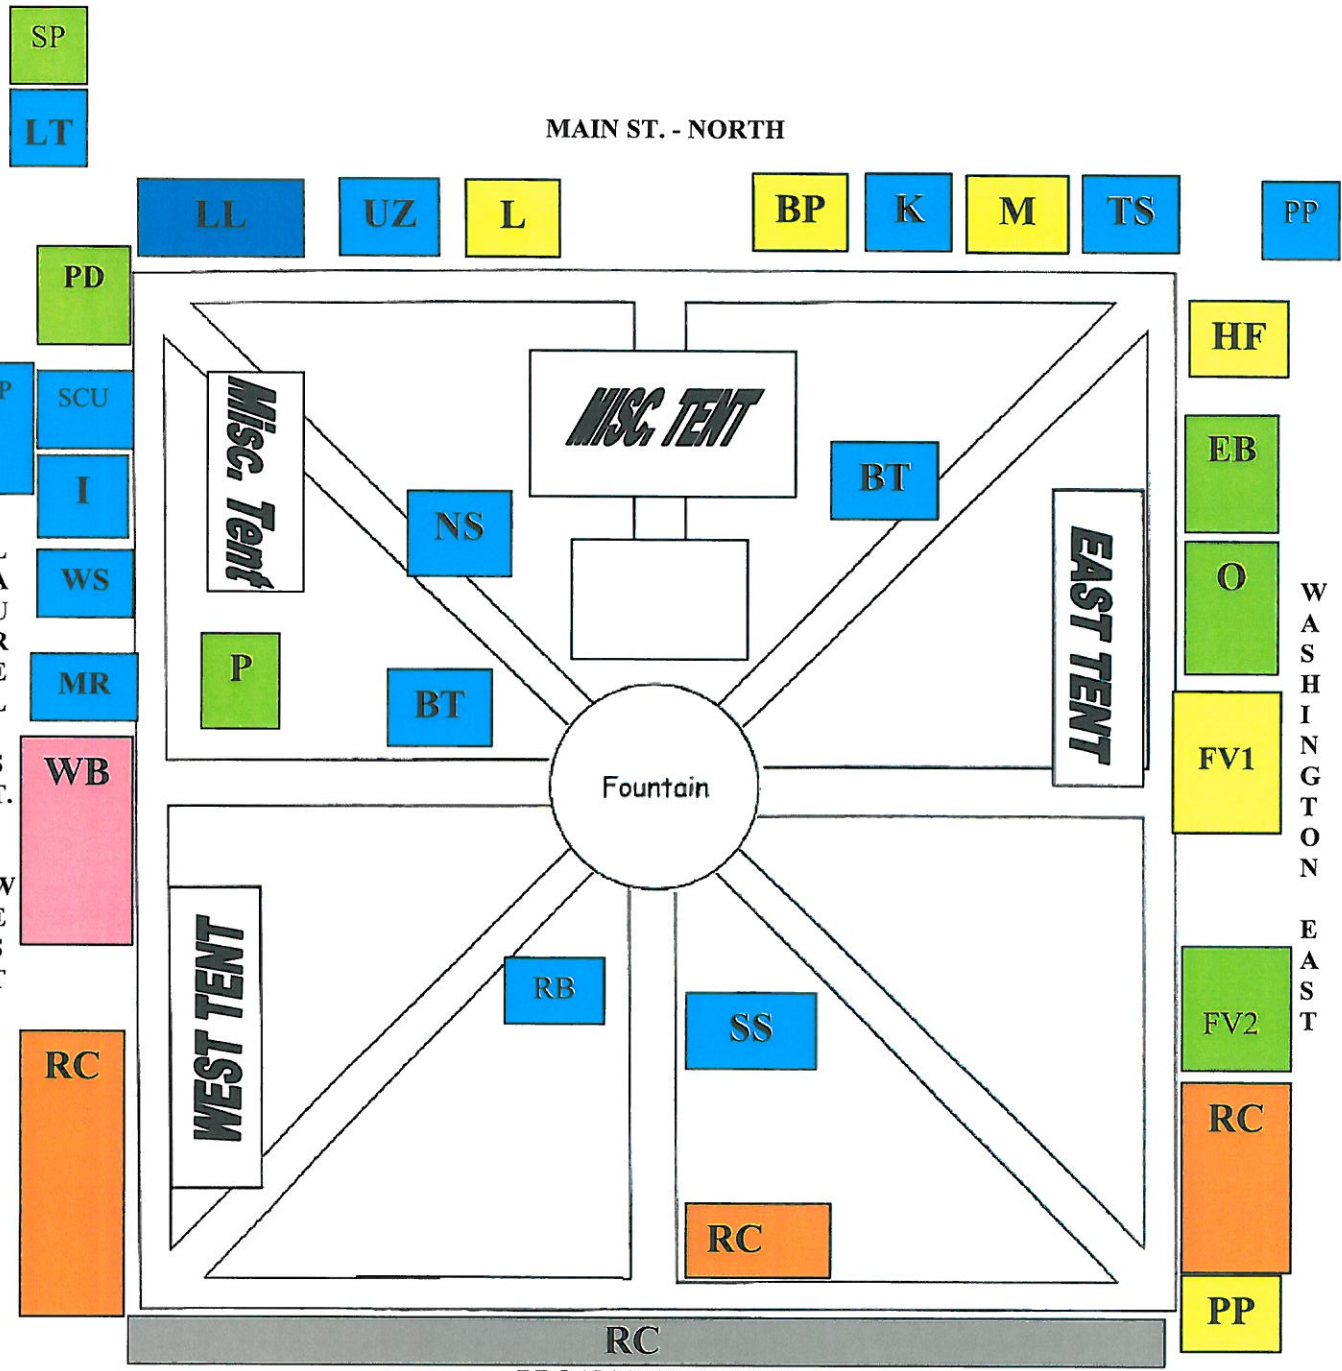 SP
LT
MAIN ST. - NORTH
LL
UZ
L
BP
K
M
TS
PP
PD
HF
P
SCU
Misc. Tent
MISC. TENT
BT
EB
I
NS
EAST TENT
O
WS
WASHINGTON EAST
P
MR
BT
WB
Fountain
FV1
WEST TENT
RB
SS
FV2
RC
RC
RC
PP
RC